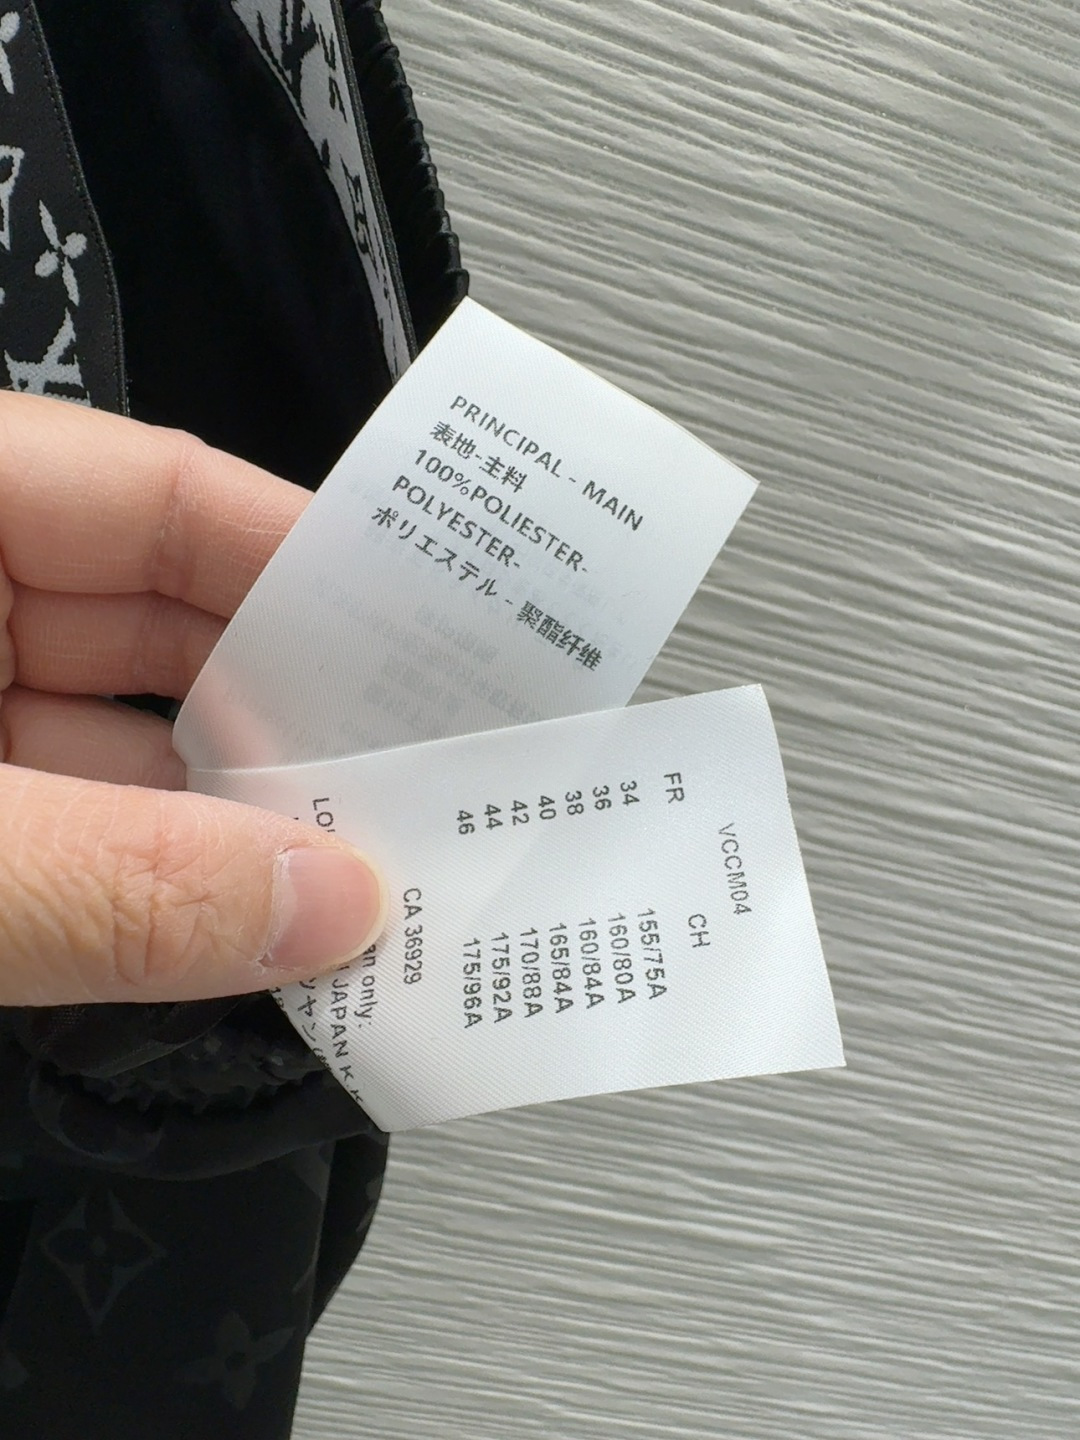 PRINCIPAL - MAIN
表地-主料
100%POLIESTER-
POLYESTER-
ポリエステル - 聚酯纤维
VCCM04
FR CH
34 155/75A
36 160/80A
38 160/84A
40 165/84A
42 170/88A
44 175/92A
46 175/96A
CA 36929
only:
JAPAN K.K